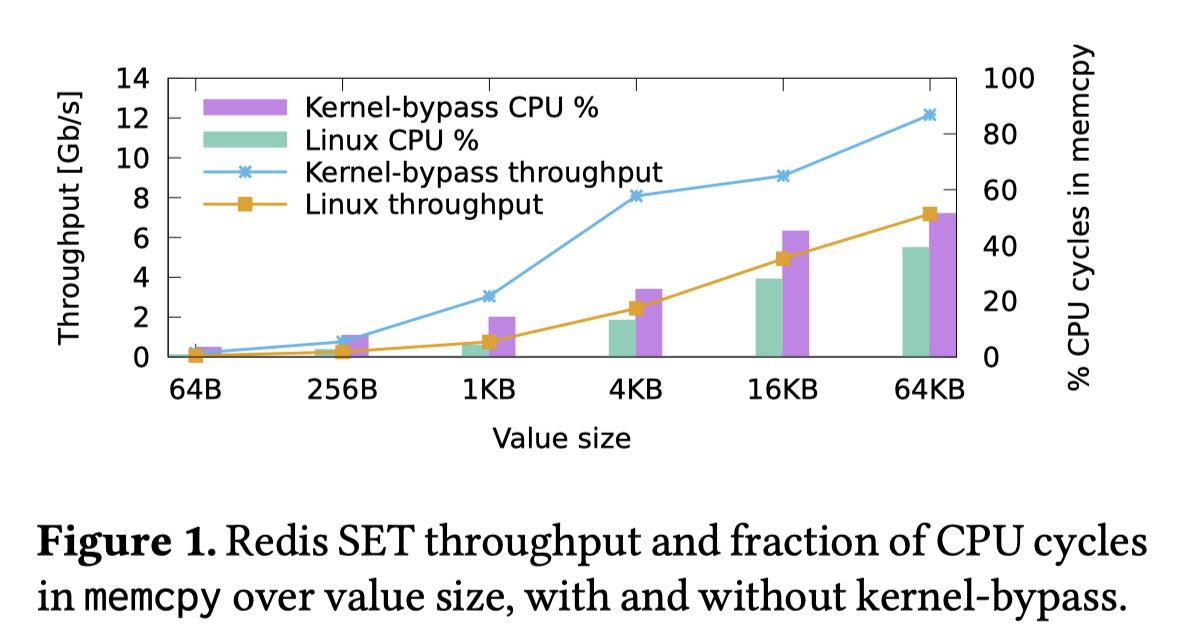 Throughput [Gb/s]
14
12
10
8
6
4
2
0
Kernel-bypass CPU %
Linux CPU %
Kernel-bypass throughput
Linux throughput
100
80
60
40
20
0
% CPU cycles in memcpy
64B 256B 1KB 4KB 16KB 64KB
Value size
Figure 1. Redis SET throughput and fraction of CPU cycles
in memcpy over value size, with and without kernel-bypass.